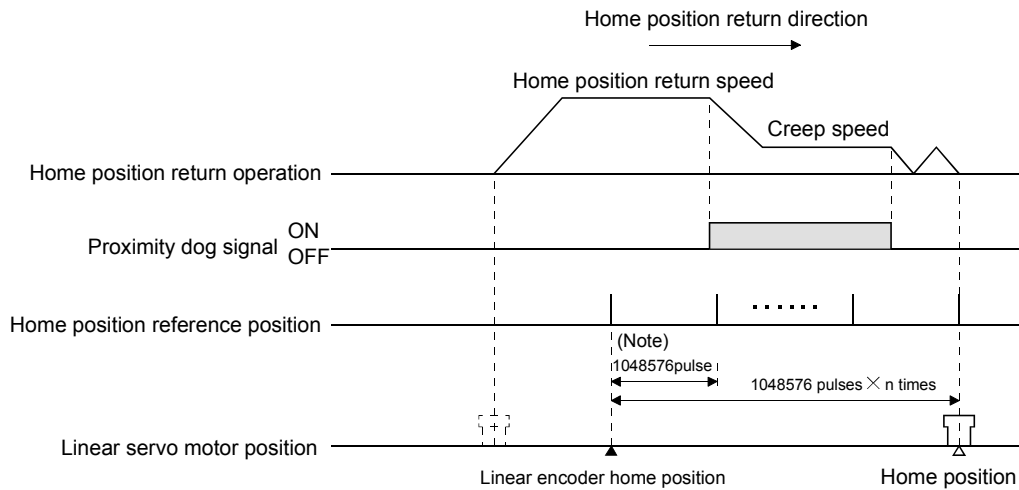 Home position return direction
Home position return speed
Creep speed
Home position return operation
ON
Proximity dog signal
OFF
Home position reference position
(Note)
1048576pulse
1048576 pulses × n times
Linear servo motor position
Linear encoder home position
Home position